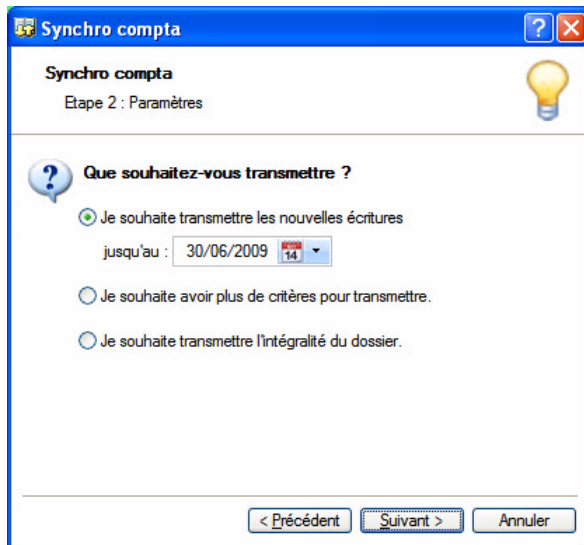 Synchro compta
Synchro compta
Etape 2 : Paramètres
Que souhaitez-vous transmettre ?
Je souhaite transmettre les nouvelles écritures
jusqu'au : 30/06/2009 14
Je souhaite avoir plus de critères pour transmettre.
Je souhaite transmettre l'intégralité du dossier.
< Précédent Suivant > Annuler